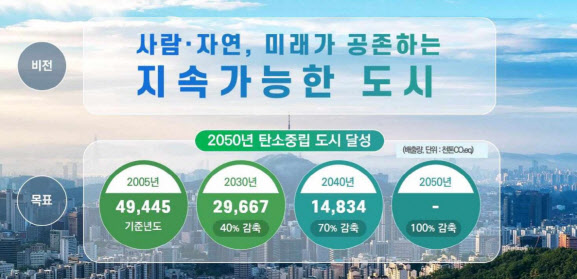 비전
사람·자연, 미래가 공존하는
지속가능한 도시
2050년 탄소중립 도시 달성
(배출량, 단위 : 천톤CO₂eq)
목표
2005년
49,445
기준년도
2030년
29,667
40% 감축
2040년
14,834
70% 감축
2050년
-
100% 감축